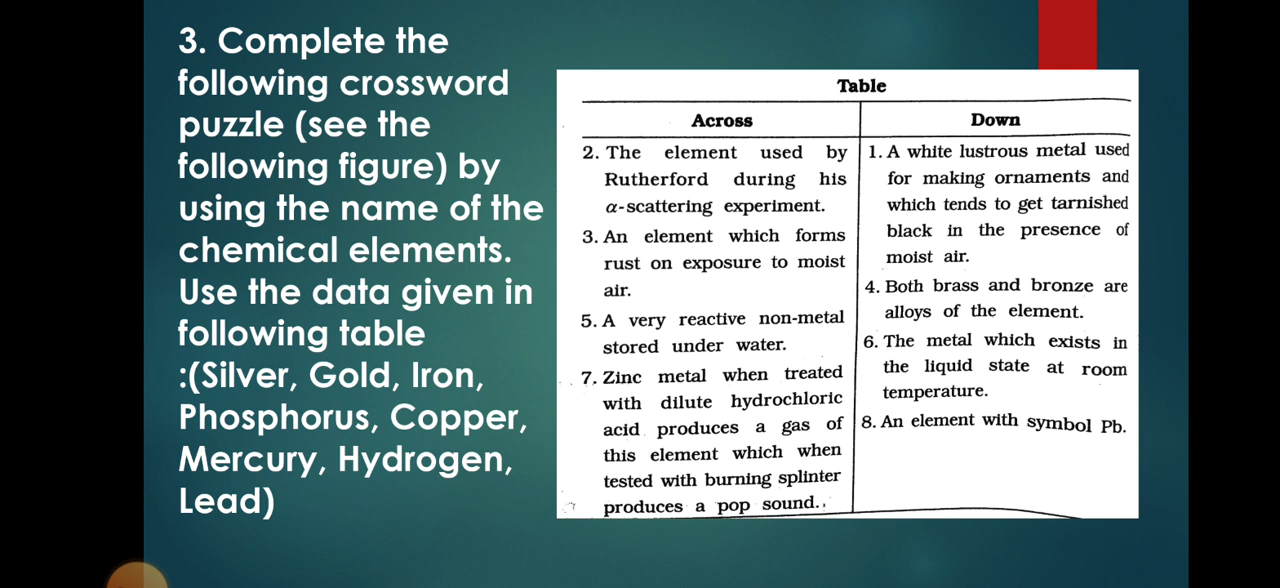 3. Complete the
following crossword
puzzle (see the
following figure) by
using the name of the
chemical elements.
Use the data given in
following table
:(Silver, Gold, Iron,
Phosphorus, Copper,
Mercury, Hydrogen,
Lead)
Table
Across
2. The element used by
Rutherford during his
α-scattering experiment.
3. An element which forms
rust on exposure to moist
air.
5. A very reactive non-metal
stored under water.
7. Zinc metal when treated
with dilute hydrochloric
acid produces a gas of
this element which when
tested with burning splinter
produces a pop sound.
Down
1. A white lustrous metal used
for making ornaments and
which tends to get tarnished
black in the presence of
moist air.
4. Both brass and bronze are
alloys of the element.
6. The metal which exists in
the liquid state at room
temperature.
8. An element with symbol Pb.